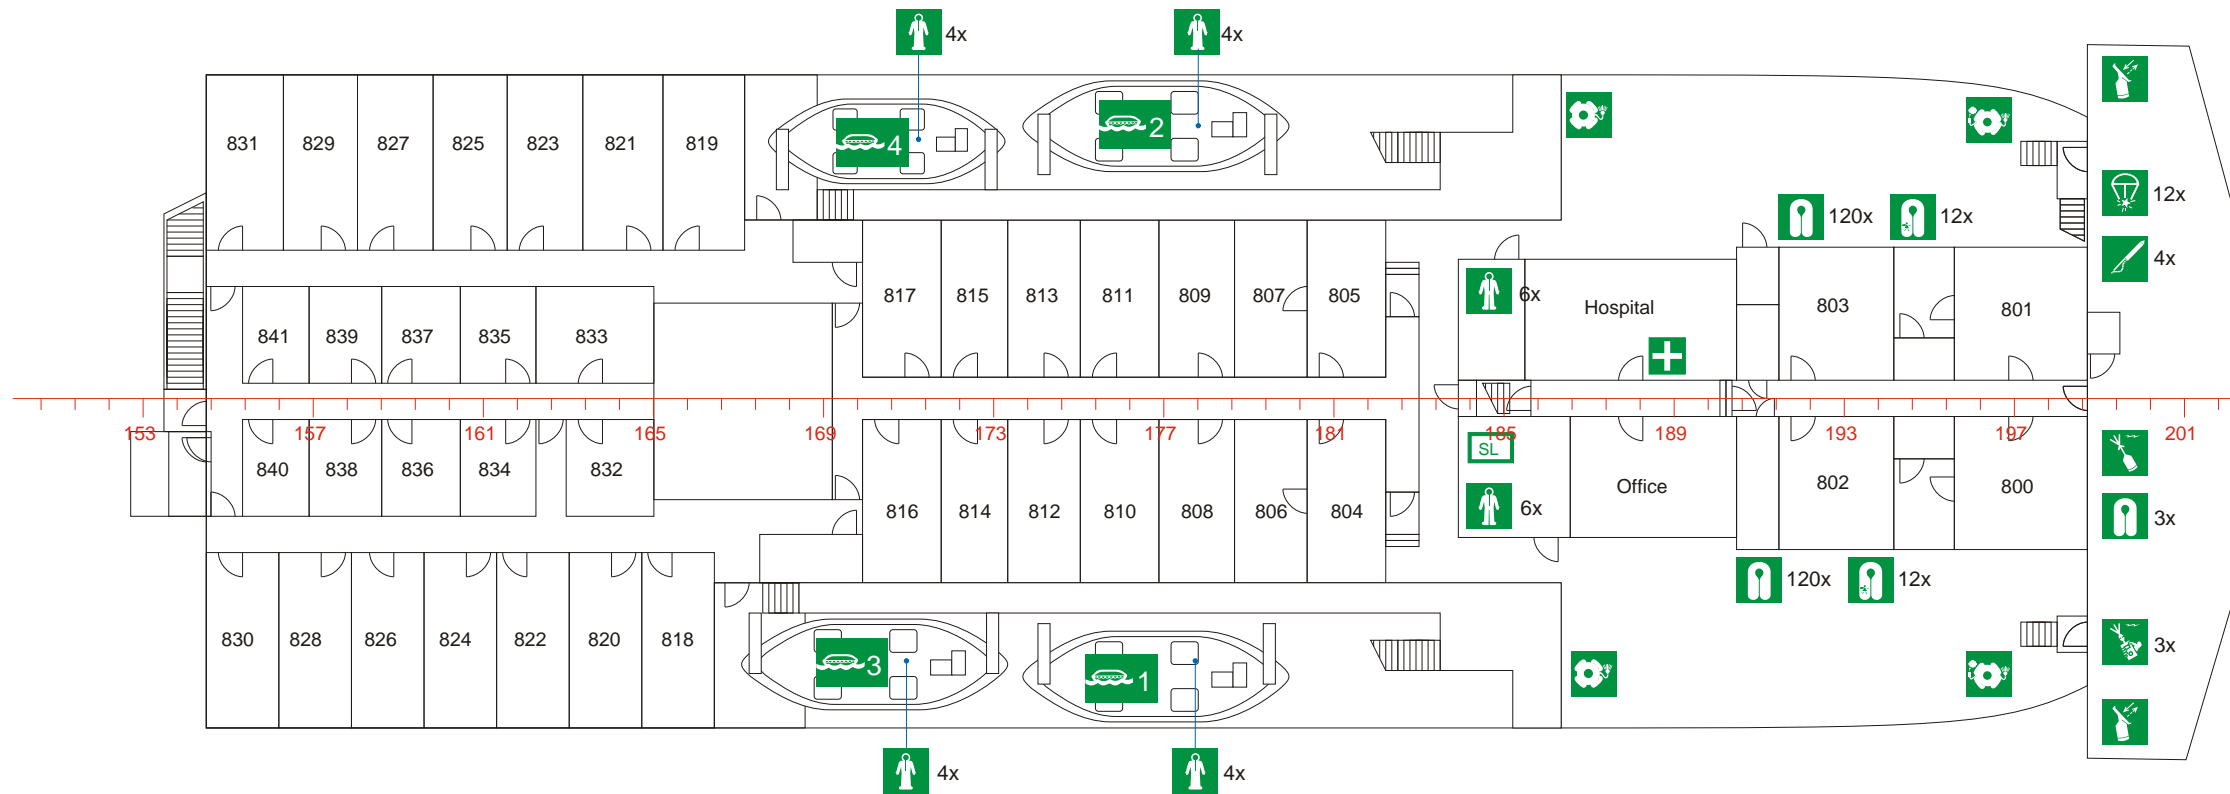 4x 4x
4 2
831 829 827 825 823 821 819
12x
120x 12x
4x
817 815 813 811 809 807 805
6x Hospital 803 801
841 839 837 835 833
153 157 161 165 169 173 177 181 185 189 193 197 201
SL
840 838 836 834 832
816 814 812 810 808 806 804
6x Office 802 800
3x
120x 12x
830 828 826 824 822 820 818
3x
3 1
4x 4x